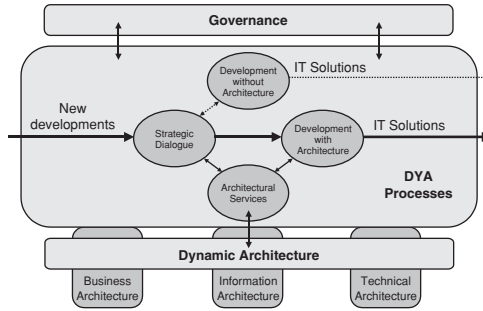 Governance
Development
without
Architecture
IT Solutions
New
developments
Strategic
Dialogue
Development
with
Architecture
IT Solutions
Architectural
Services
DYA
Processes
Dynamic Architecture
Business
Architecture
Information
Architecture
Technical
Architecture